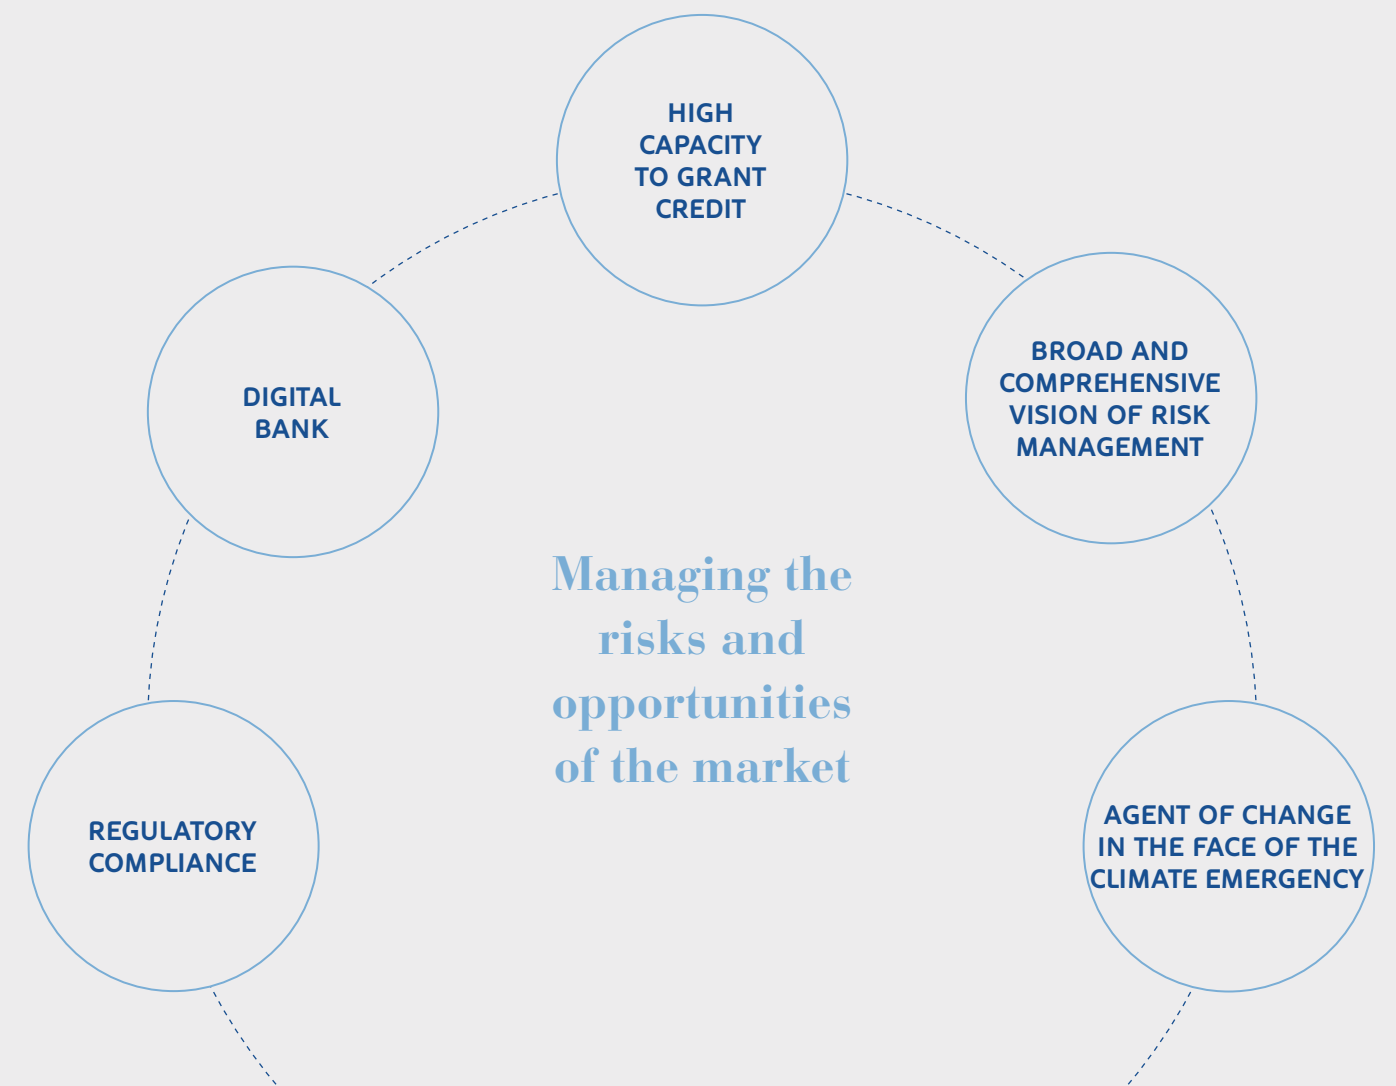 HIGH
CAPACITY
TO GRANT
CREDIT
DIGITAL
BANK
BROAD AND
COMPREHENSIVE
VISION OF RISK
MANAGEMENT
Managing the
risks and
opportunities
of the market
REGULATORY
COMPLIANCE
AGENT OF CHANGE
IN THE FACE OF THE
CLIMATE EMERGENCY